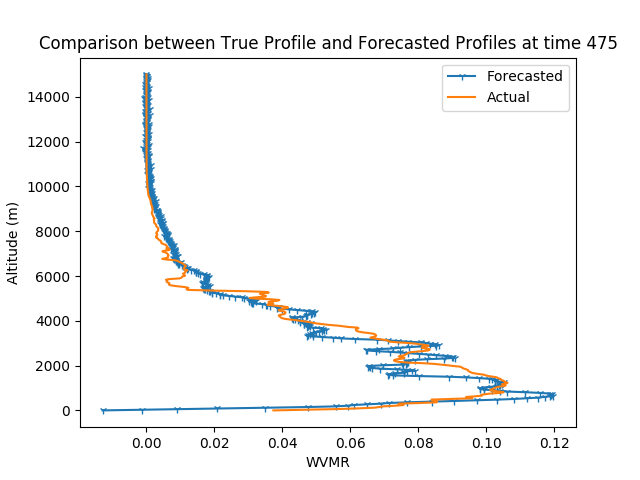 Comparison between True Profile and Forecasted Profiles at time 475
Forecasted
Actual
Altitude (m)
14000
12000
10000
8000
6000
4000
2000
0
0.00 0.02 0.04 0.06 0.08 0.10 0.12
WVMR